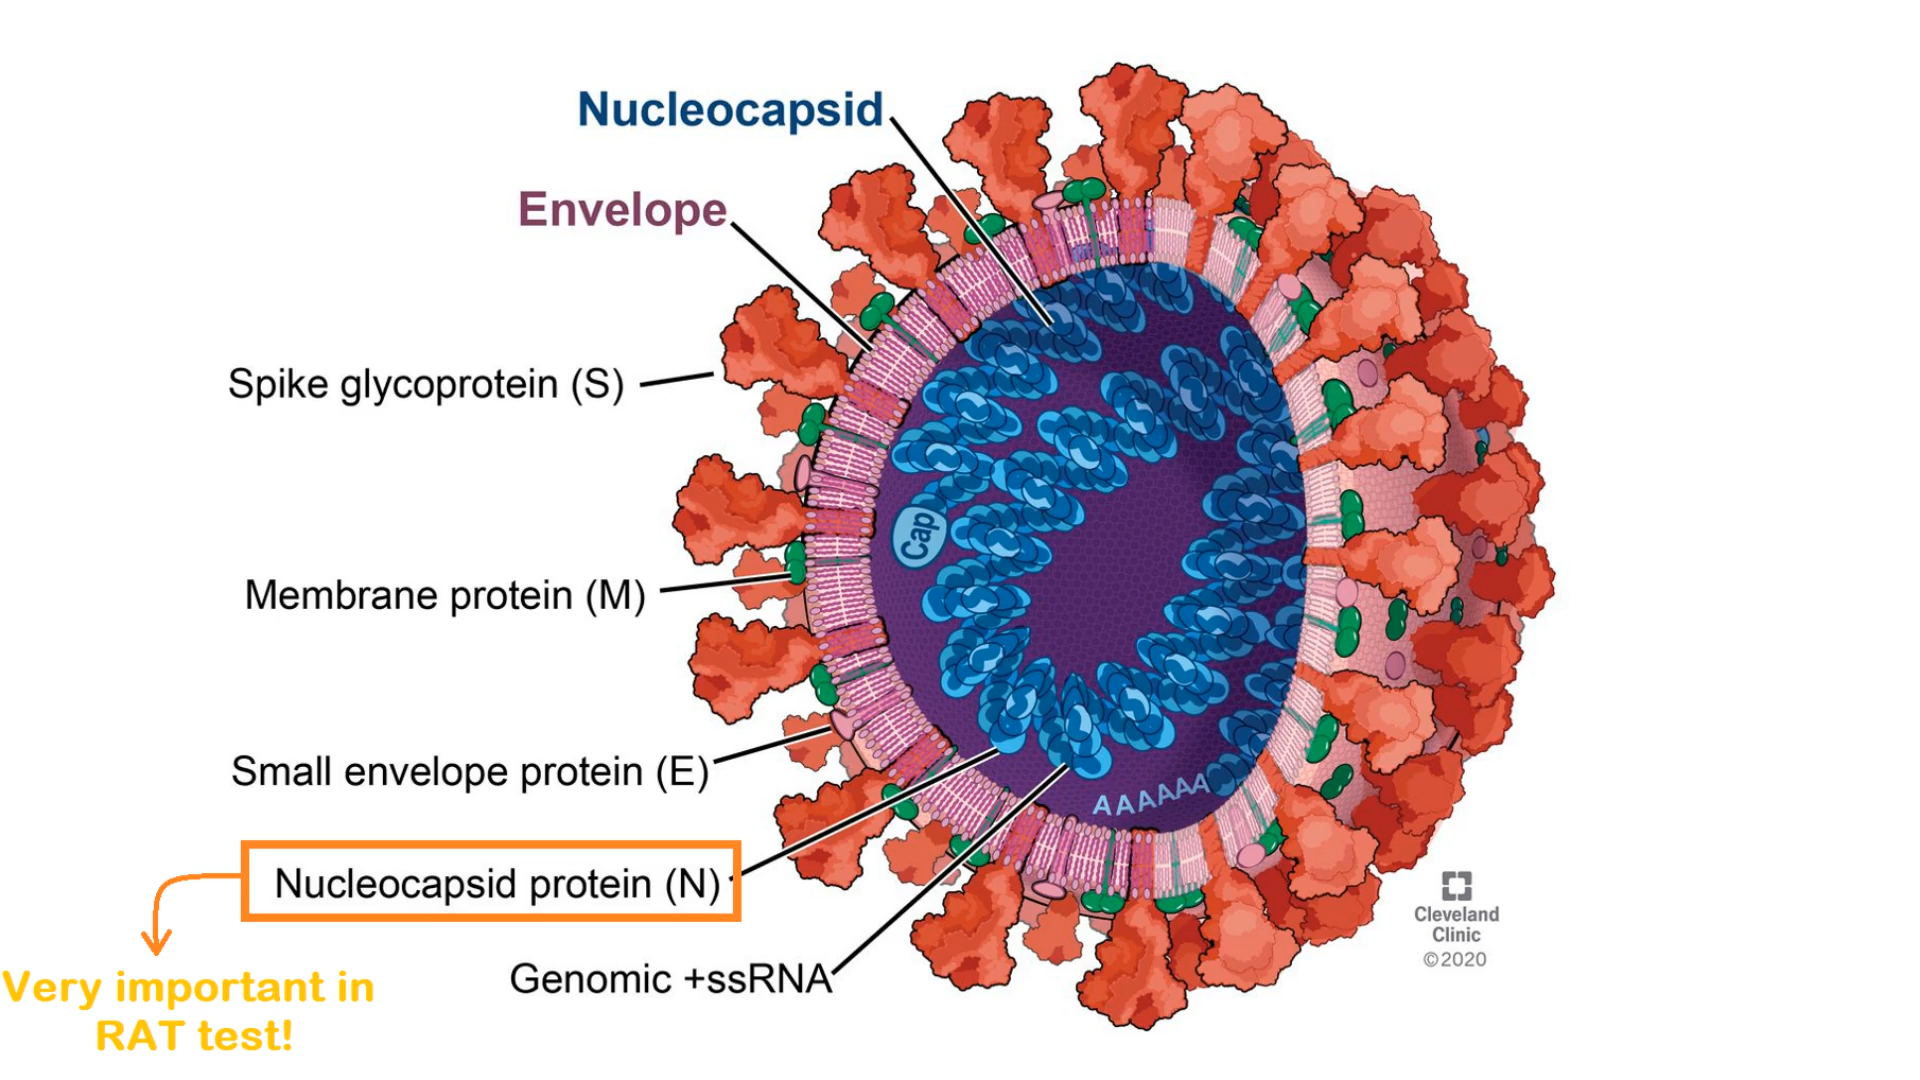 Nucleocapsid
Envelope
Spike glycoprotein (S)
Cap
Membrane protein (M)
Small envelope protein (E)
AAAAAA
Nucleocapsid protein (N)
Genomic +ssRNA
Very important in
RAT test!
Cleveland
Clinic
©2020